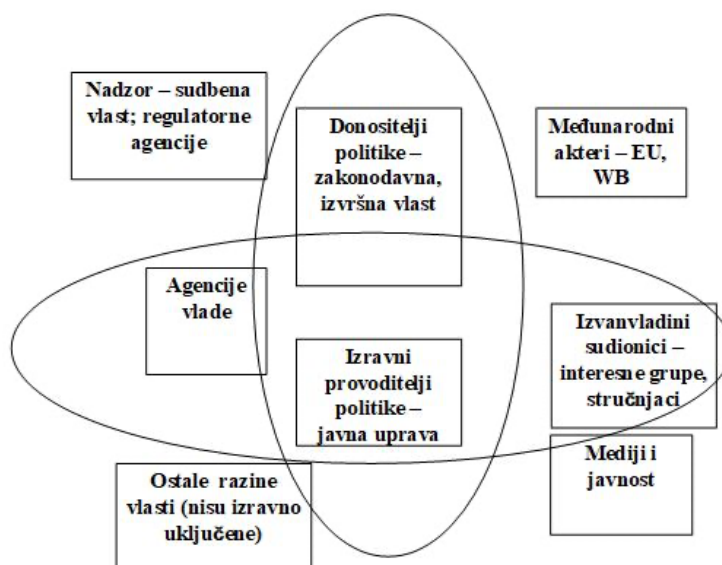 Nadzor – sudbena
vlast; regulatorne
agencije
Donositelji
politike –
zakonodavna,
izvršna vlast
Međunarodni
akteri – EU,
WB
Agencije
vlade
Izravni
provoditelji
politike –
javna uprava
Izvanvladini
sudionici –
interesne grupe,
stručnjaci
Ostale razine
vlasti (nisu izravno
uključene)
Mediji i
javnost